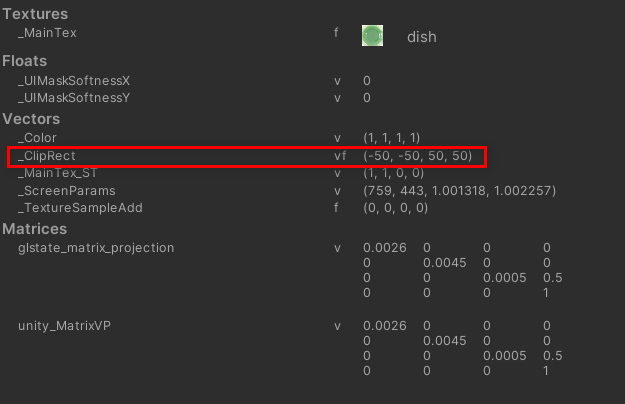 Textures
_MainTex f dish
Floats
_UIMaskSoftnessX v 0
_UIMaskSoftnessY v 0
Vectors
_Color v (1, 1, 1, 1)
_ClipRect vf (-50, -50, 50, 50)
_MainTex_ST v (1, 1, 0, 0)
_ScreenParams v (759, 443, 1.001318, 1.002257)
_TextureSampleAdd f (0, 0, 0, 0)
Matrices
glstate_matrix_projection v 0.0026 0 0 0
0 0.0045 0 0
0 0 0.0005 0.5
0 0 0 1
unity_MatrixVP v 0.0026 0 0 0
0 0.0045 0 0
0 0 0.0005 0.5
0 0 0 1